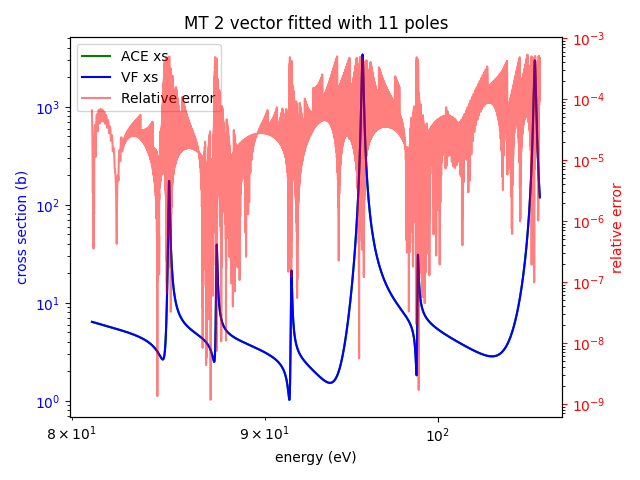 MT 2 vector fitted with 11 poles
ACE xs
VF xs
Relative error
cross section (b)
10³
10²
10¹
10⁰
relative error
10⁻³
10⁻⁴
10⁻⁵
10⁻⁶
10⁻⁷
10⁻⁸
10⁻⁹
8 × 10¹
9 × 10¹
10²
energy (eV)